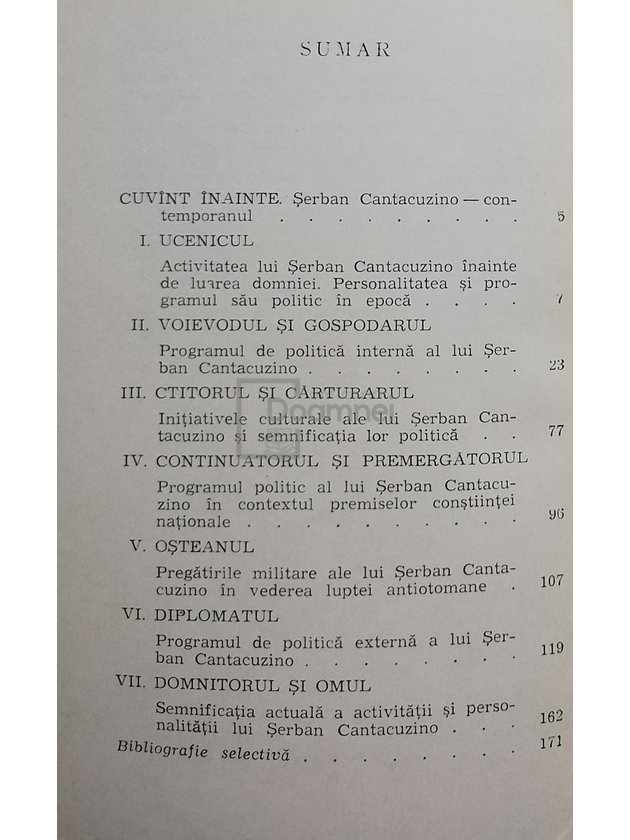 SUMAR
CUVÎNT ÎNAINTE. Șerban Cantacuzino — con-
temporanul . . . . . . . . . 5
I. UCENICUL
Activitatea lui Șerban Cantacuzino înainte
de luarea domniei. Personalitatea și pro-
gramul său politic în epocă . . . . 7
II. VOIEVODUL ȘI GOSPODARUL
Programul de politică internă al lui Șer-
ban Cantacuzino . . . . . . . . 23
III. CTITORUL ȘI CĂRTURARUL
Inițiativele culturale ale lui Șerban Can-
tacuzino și semnificația lor politică . . 77
IV. CONTINUATORUL ȘI PREMERGĂTORUL
Programul politic al lui Șerban Cantacu-
zino în contextul premiselor conștiinței
naționale . . . . . . . . . . 96
V. OȘTEANUL
Pregătirile militare ale lui Șerban Canta-
cuzino în vederea luptei antiotomane . 107
VI. DIPLOMATUL
Programul de politică externă a lui Șer-
ban Cantacuzino . . . . . . . . 119
VII. DOMNITORUL ȘI OMUL
Semnificația actuală a activității și perso-
nalității lui Șerban Cantacuzino . . . 162
Bibliografie selectivă . . . . . . . . 171